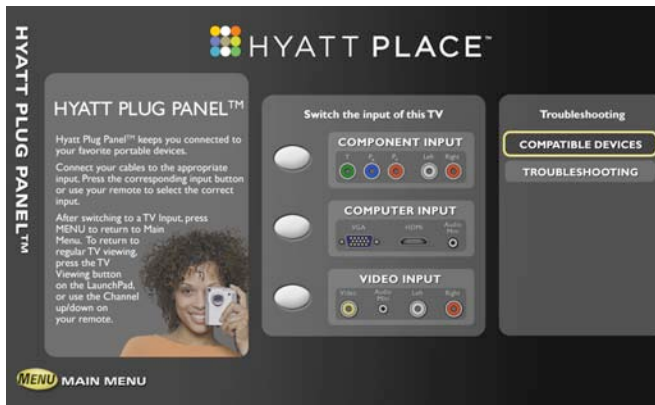 HYATT PLACE™
HYATT PLUG PANEL™
HYATT PLUG PANEL™
Hyatt Plug Panel™ keeps you connected to
your favorite portable devices.
Connect your cables to the appropriate
input. Press the corresponding input button
or use your remote to select the correct
input.
After switching to a TV Input, press
MENU to return to Main
Menu. To return to
regular TV viewing,
press the TV
Viewing button
on the LaunchPad,
or use the Channel
up/down on
your remote.
Switch the input of this TV
COMPONENT INPUT
Y Left Right
COMPUTER INPUT
VGA HDMI Audio
Mini
VIDEO INPUT
Video Audio Left Right
Mini
Troubleshooting
COMPATIBLE DEVICES
TROUBLESHOOTING
MENU MAIN MENU